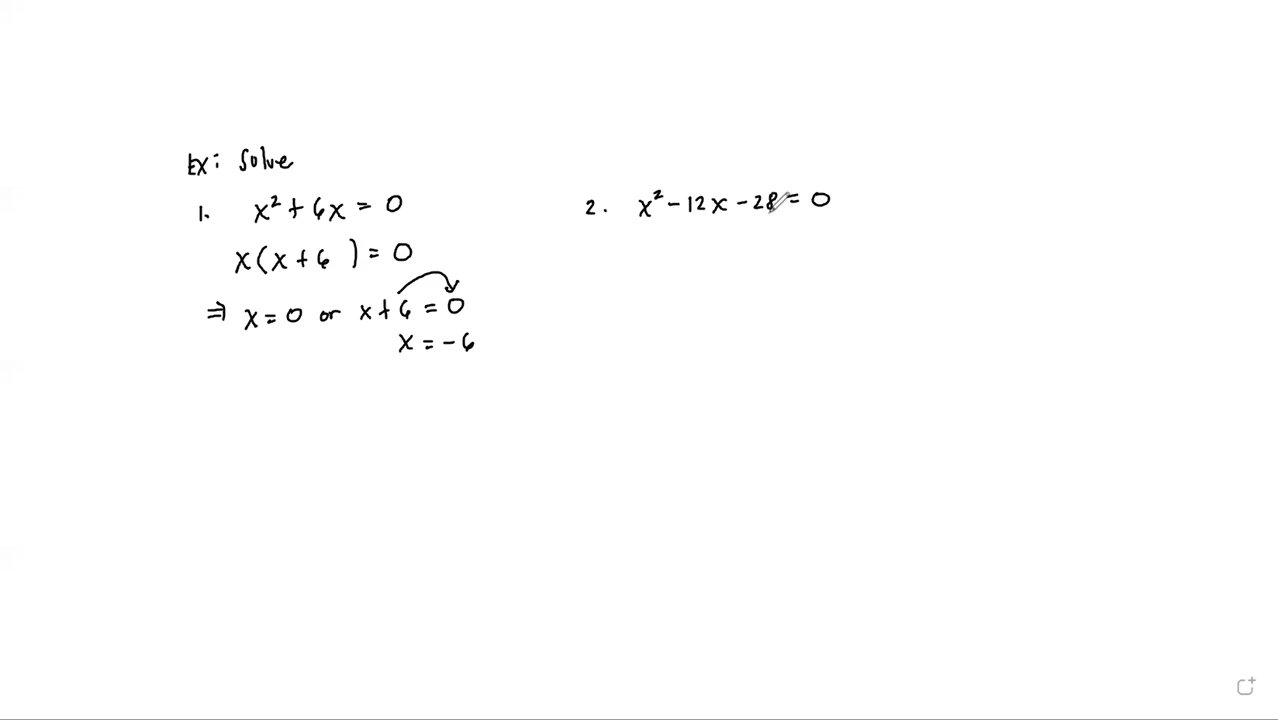 Ex: Solve
1. x² + 6x = 0
x(x + 6 ) = 0
⇒ x = 0 or x + 6 = 0
x = -6
2. x² - 12x - 28 = 0